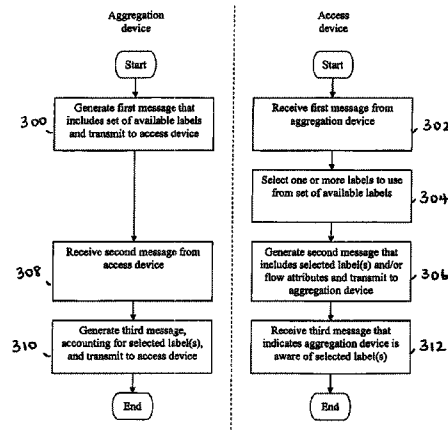 Aggregation
device
Access
device
Start
Start
300
Generate first message that
includes set of available labels
and transmit to access device
Receive first message from
aggregation device
302
Select one or more labels to use
from set of available labels
304
308
Receive second message from
access device
Generate second message that
includes selected label(s) and/or
flow attributes and transmit to
aggregation device
306
310
Generate third message,
accounting for selected label(s),
and transmit to access device
Receive third message that
indicates aggregation device is
aware of selected label(s)
312
End
End